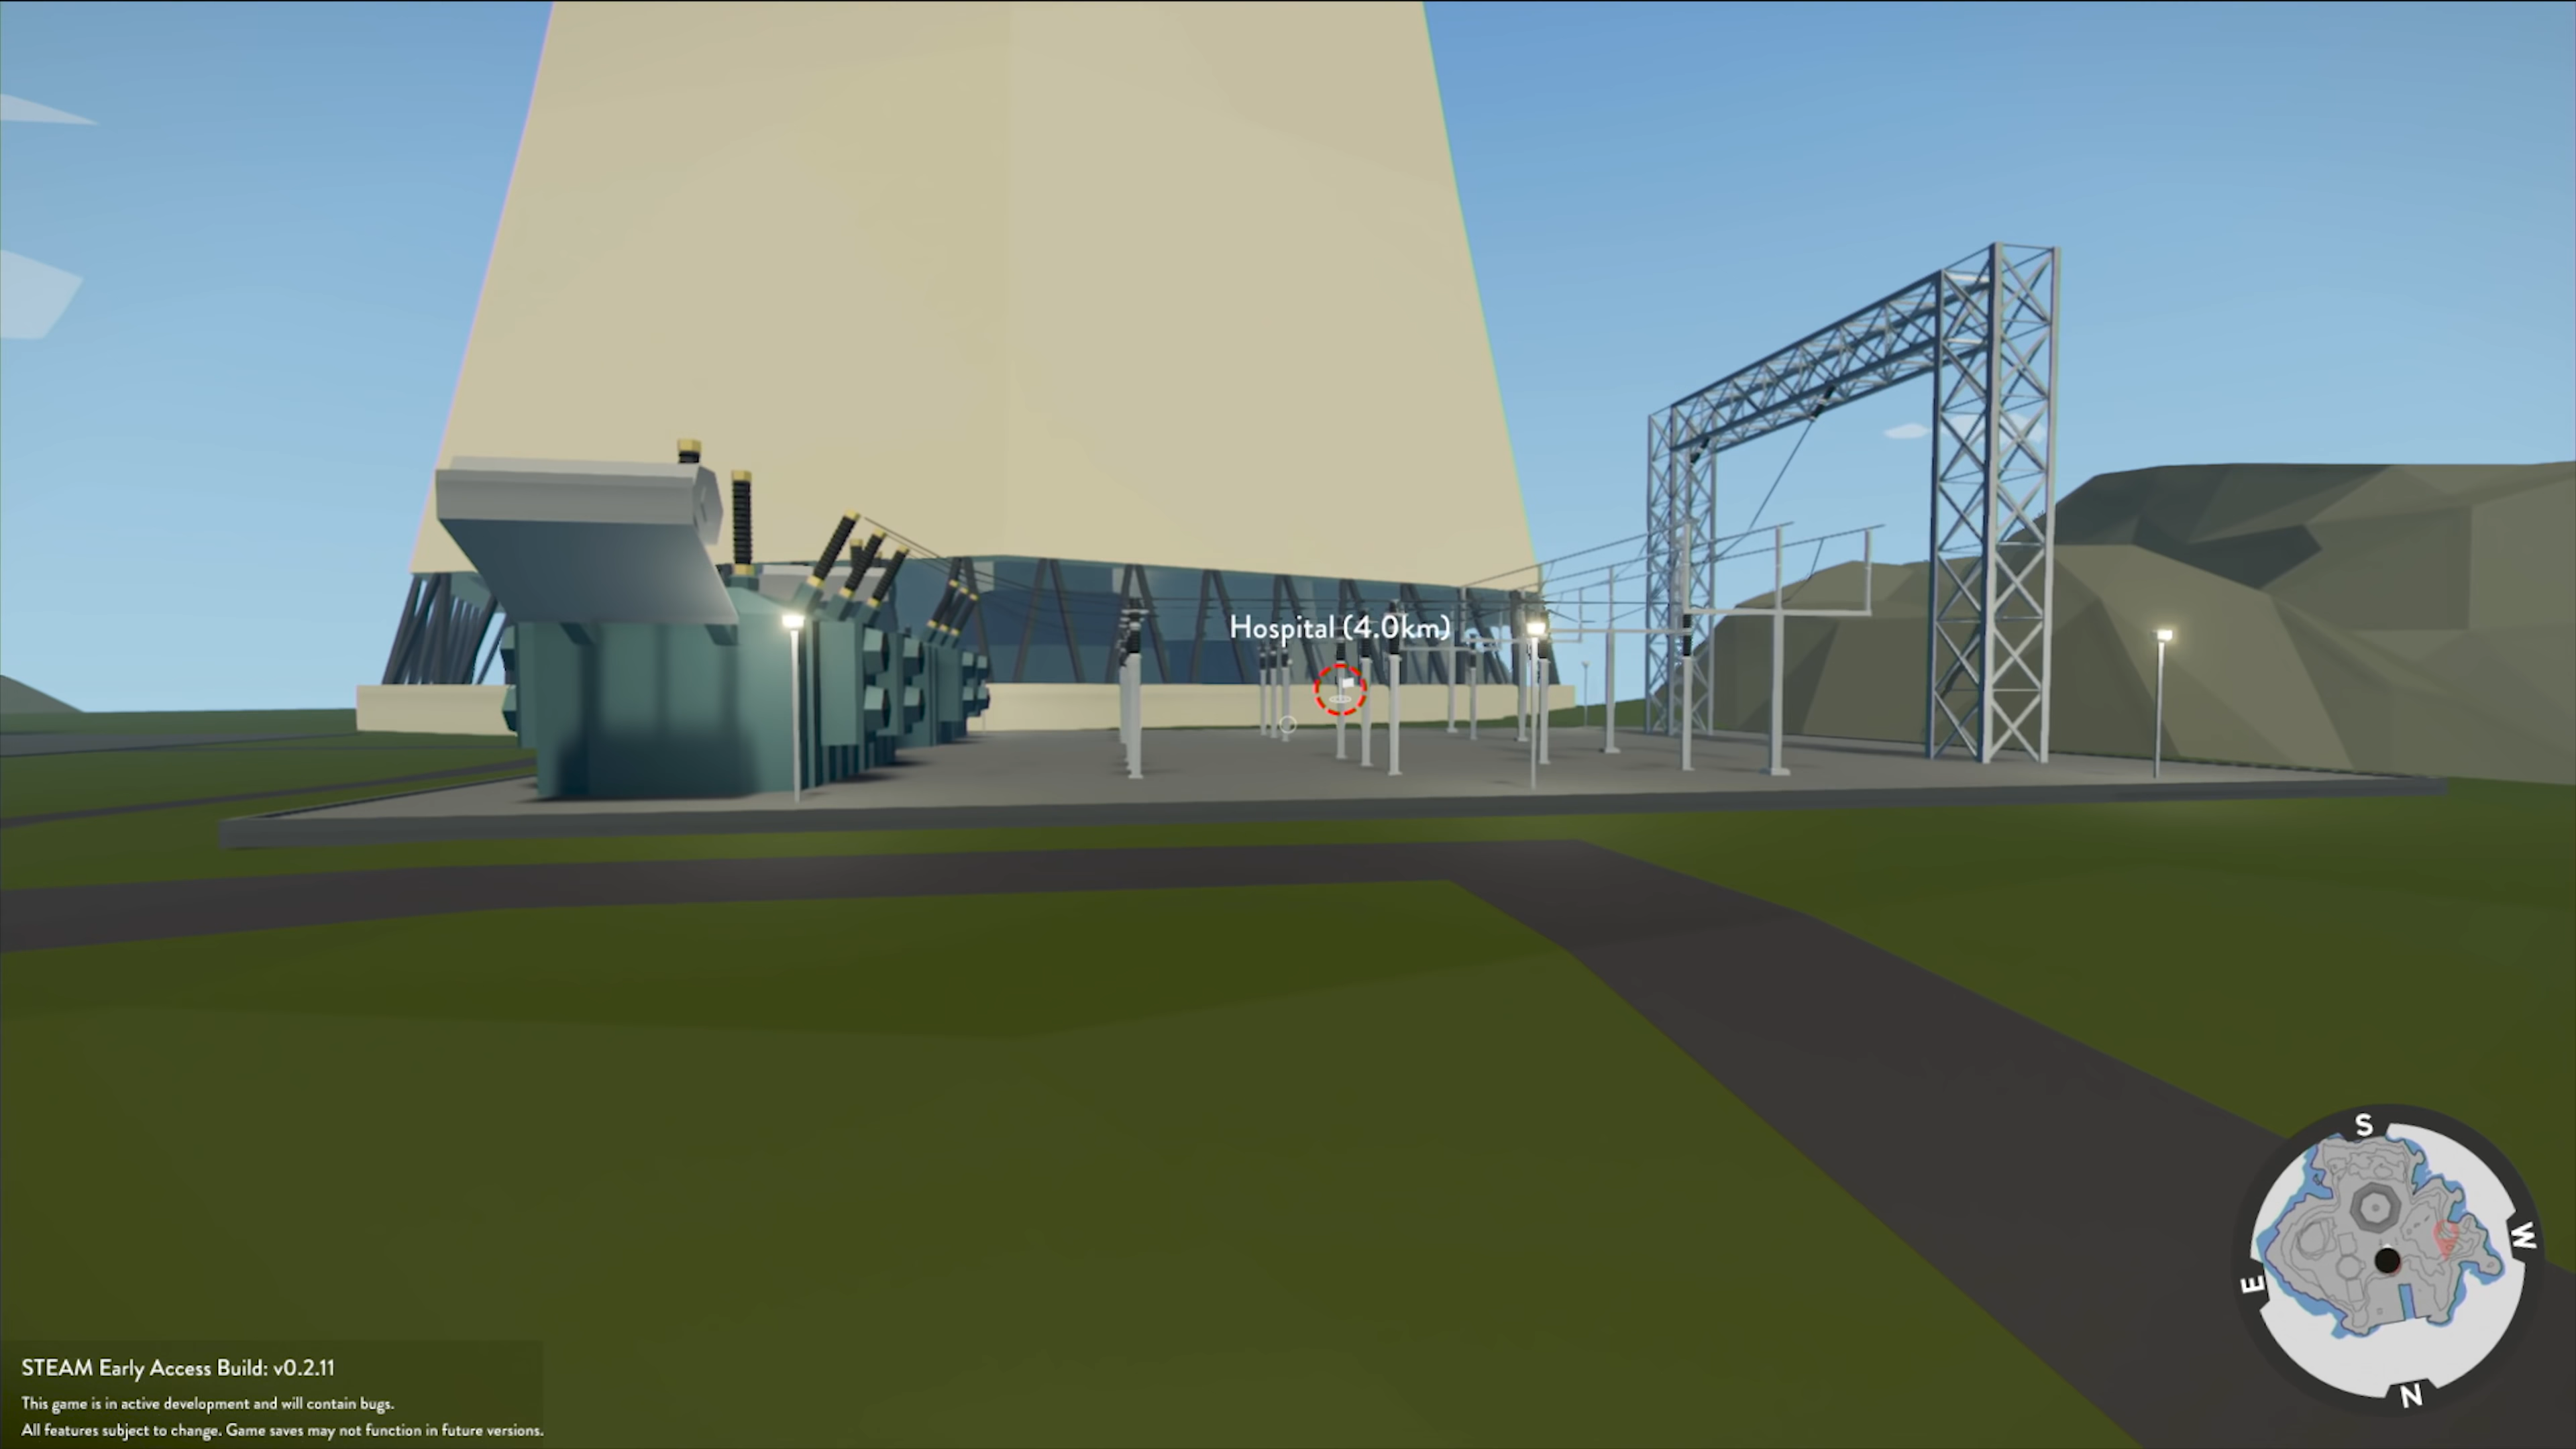 Hospital (4.0km)
S
W
E
N
STEAM Early Access Build: v0.2.11
This game is in active development and will contain bugs.
All features subject to change. Game saves may not function in future versions.